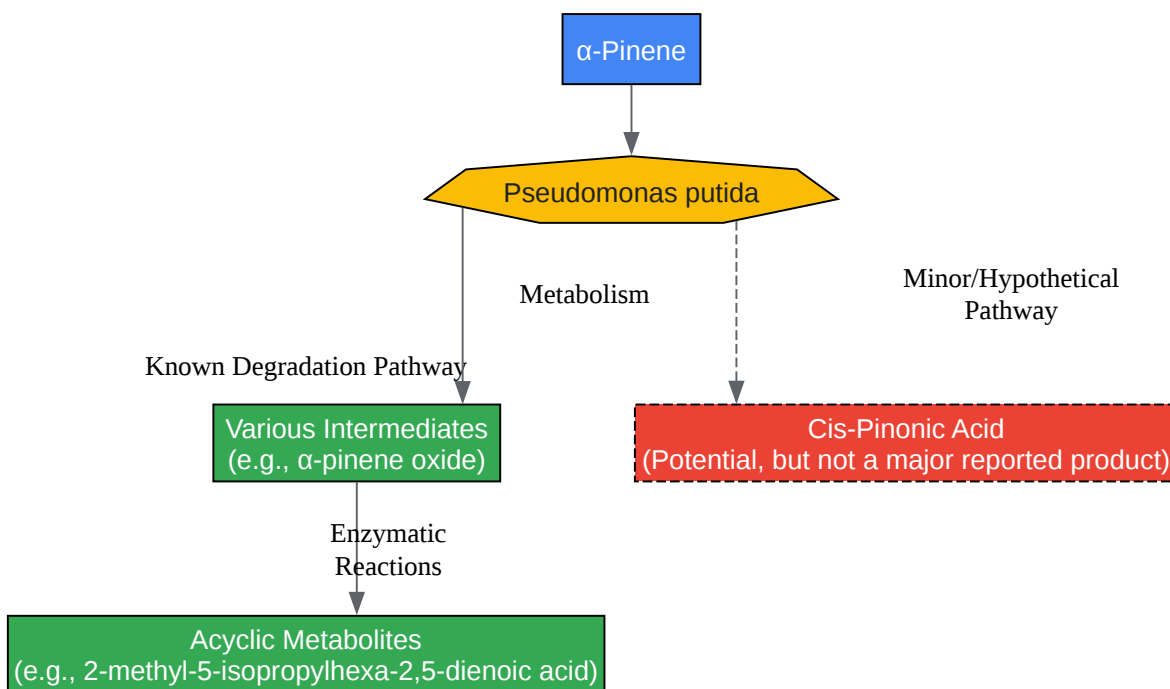 α-Pinene
Pseudomonas putida
Metabolism
Minor/Hypothetical
Pathway
Known Degradation Pathway
Various Intermediates
(e.g., α-pinene oxide)
Cis-Pinonic Acid
(Potential, but not a major reported product)
Enzymatic
Reactions
Acyclic Metabolites
(e.g., 2-methyl-5-isopropylhexa-2,5-dienoic acid)